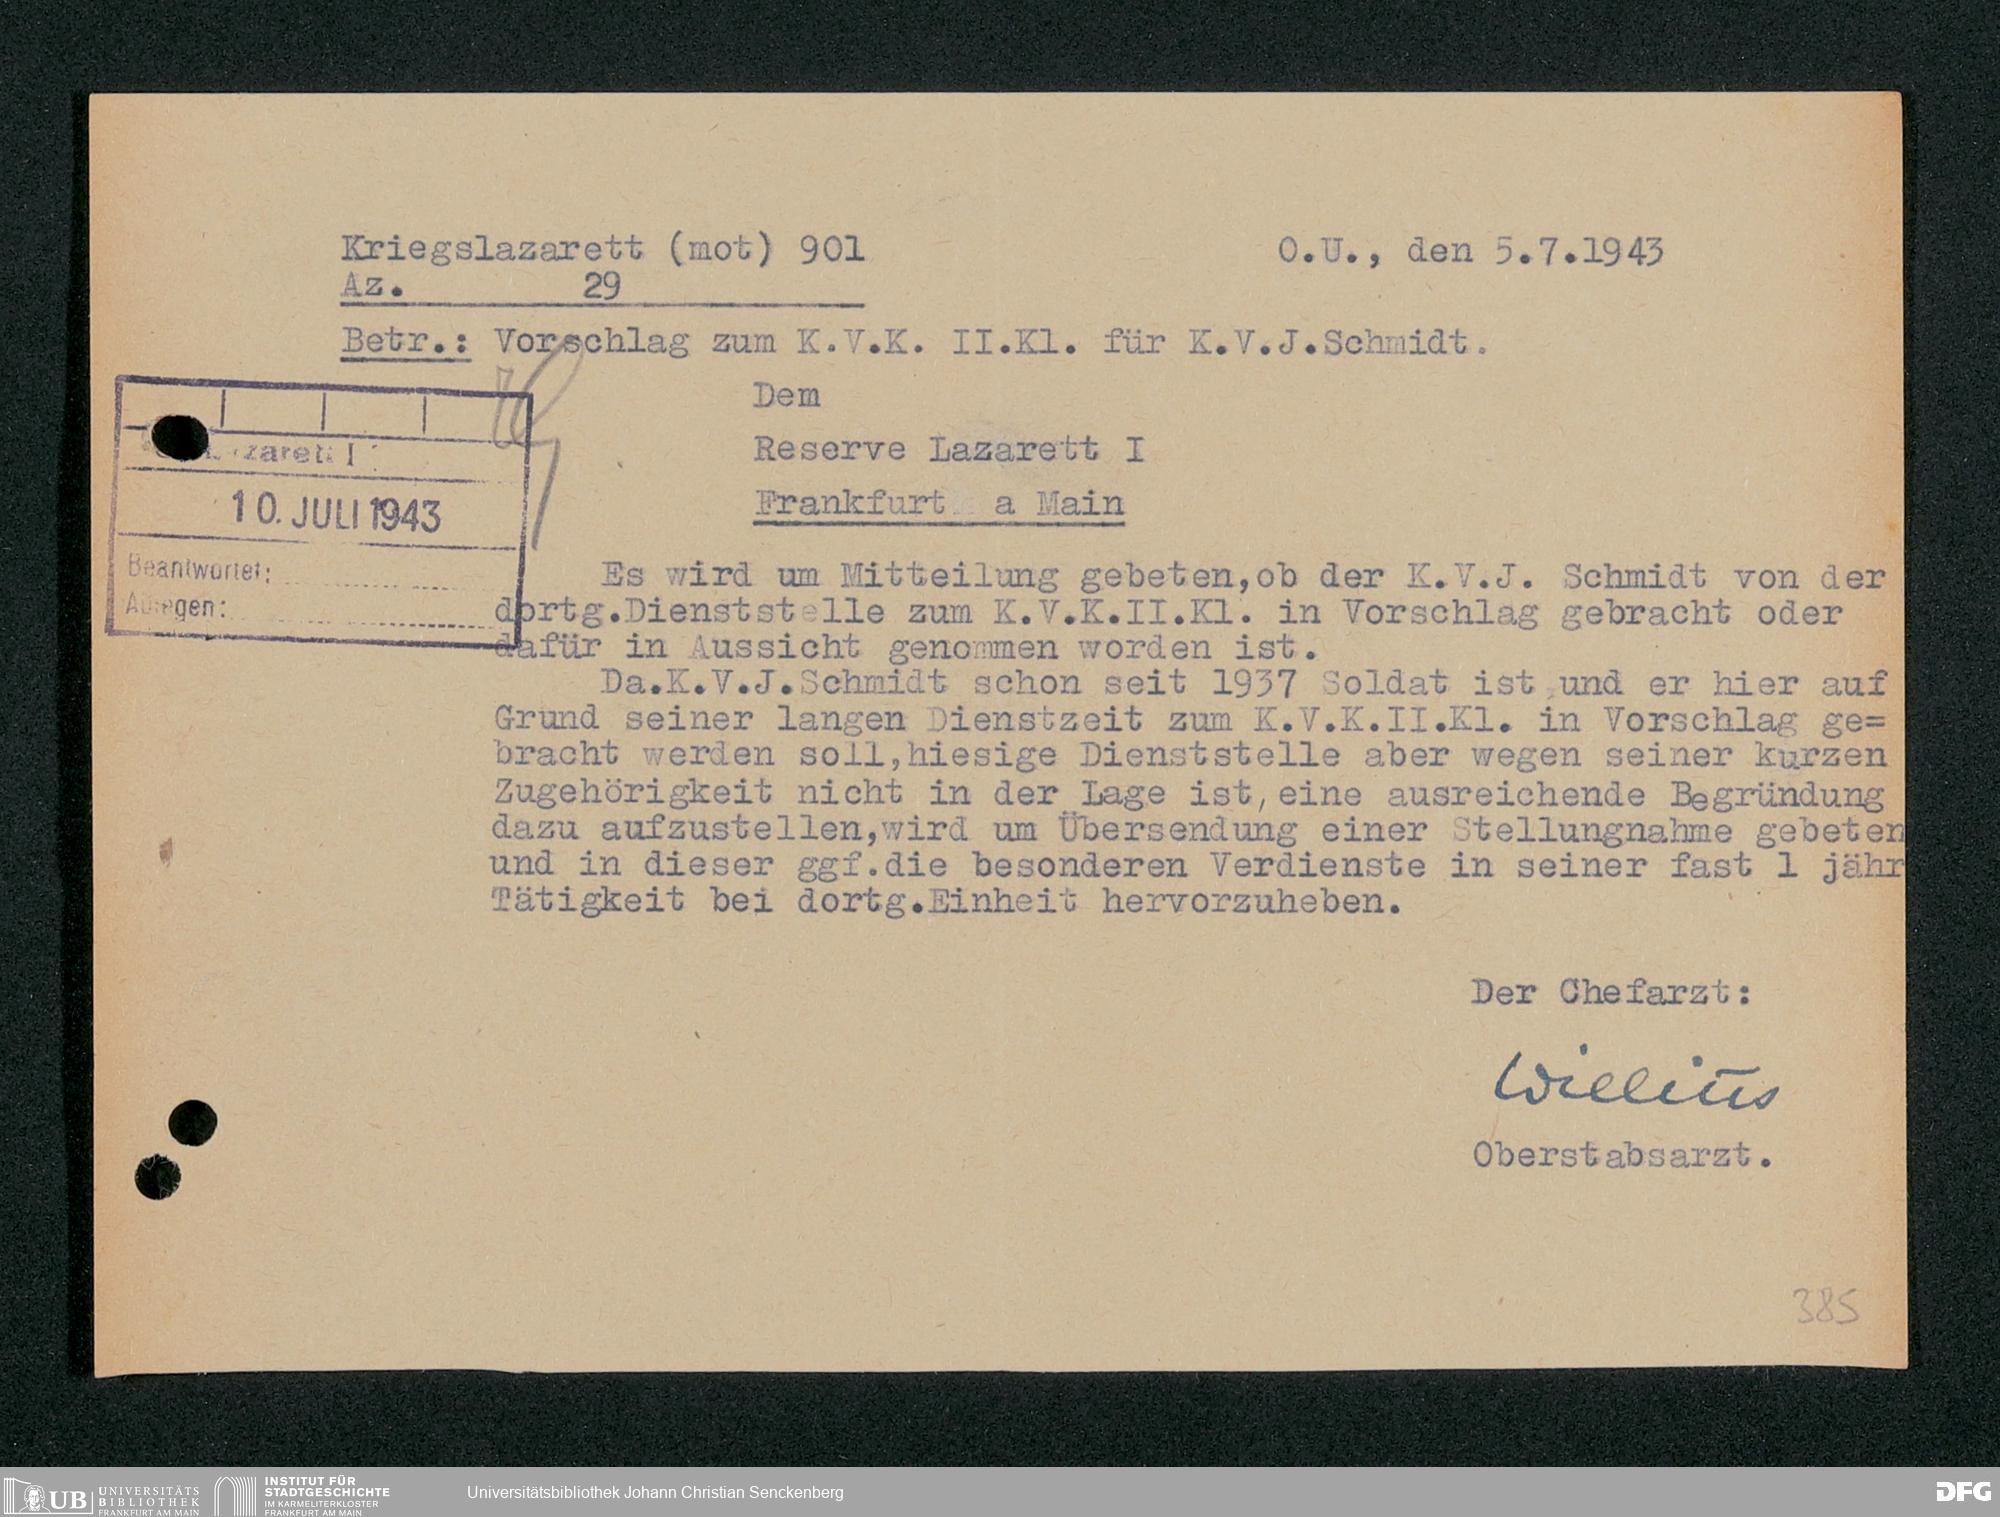 Kriegslazarett (mot) 901
O.U., den 5.7.1943
Az. 29
Betr.: Vorschlag zum K.V.K. II.Kl. für K.V.J.Schmidt.
Dem
Reserve Lazarett I
Frankfurt a Main
Lazarett I
10. JULI 1943
Beantwortet:
Ablegen:
Es wird um Mitteilung gebeten,ob der K.V.J. Schmidt von der
dortg.Dienststelle zum K.V.K.II.Kl. in Vorschlag gebracht oder
dafür in Aussicht genommen worden ist.
Da.K.V.J.Schmidt schon seit 1937 Soldat ist,und er hier auf
Grund seiner langen Dienstzeit zum K.V.K.II.Kl. in Vorschlag ge=
bracht werden soll,hiesige Dienststelle aber wegen seiner kurzen
Zugehörigkeit nicht in der Lage ist,eine ausreichende Begründung
dazu aufzustellen,wird um Übersendung einer Stellungnahme gebeten
und in dieser ggf.die besonderen Verdienste in seiner fast 1 jähr
Tätigkeit bei dortg.Einheit hervorzuheben.
Der Chefarzt:
Willius
Oberstabsarzt.
385
UB UNIVERSITÄTS
BIBLIOTHEK
FRANKFURT AM MAIN
INSTITUT FÜR
STADTGESCHICHTE
IM KARMELITERKLOSTER
FRANKFURT AM MAIN
Universitätsbibliothek Johann Christian Senckenberg
DFG